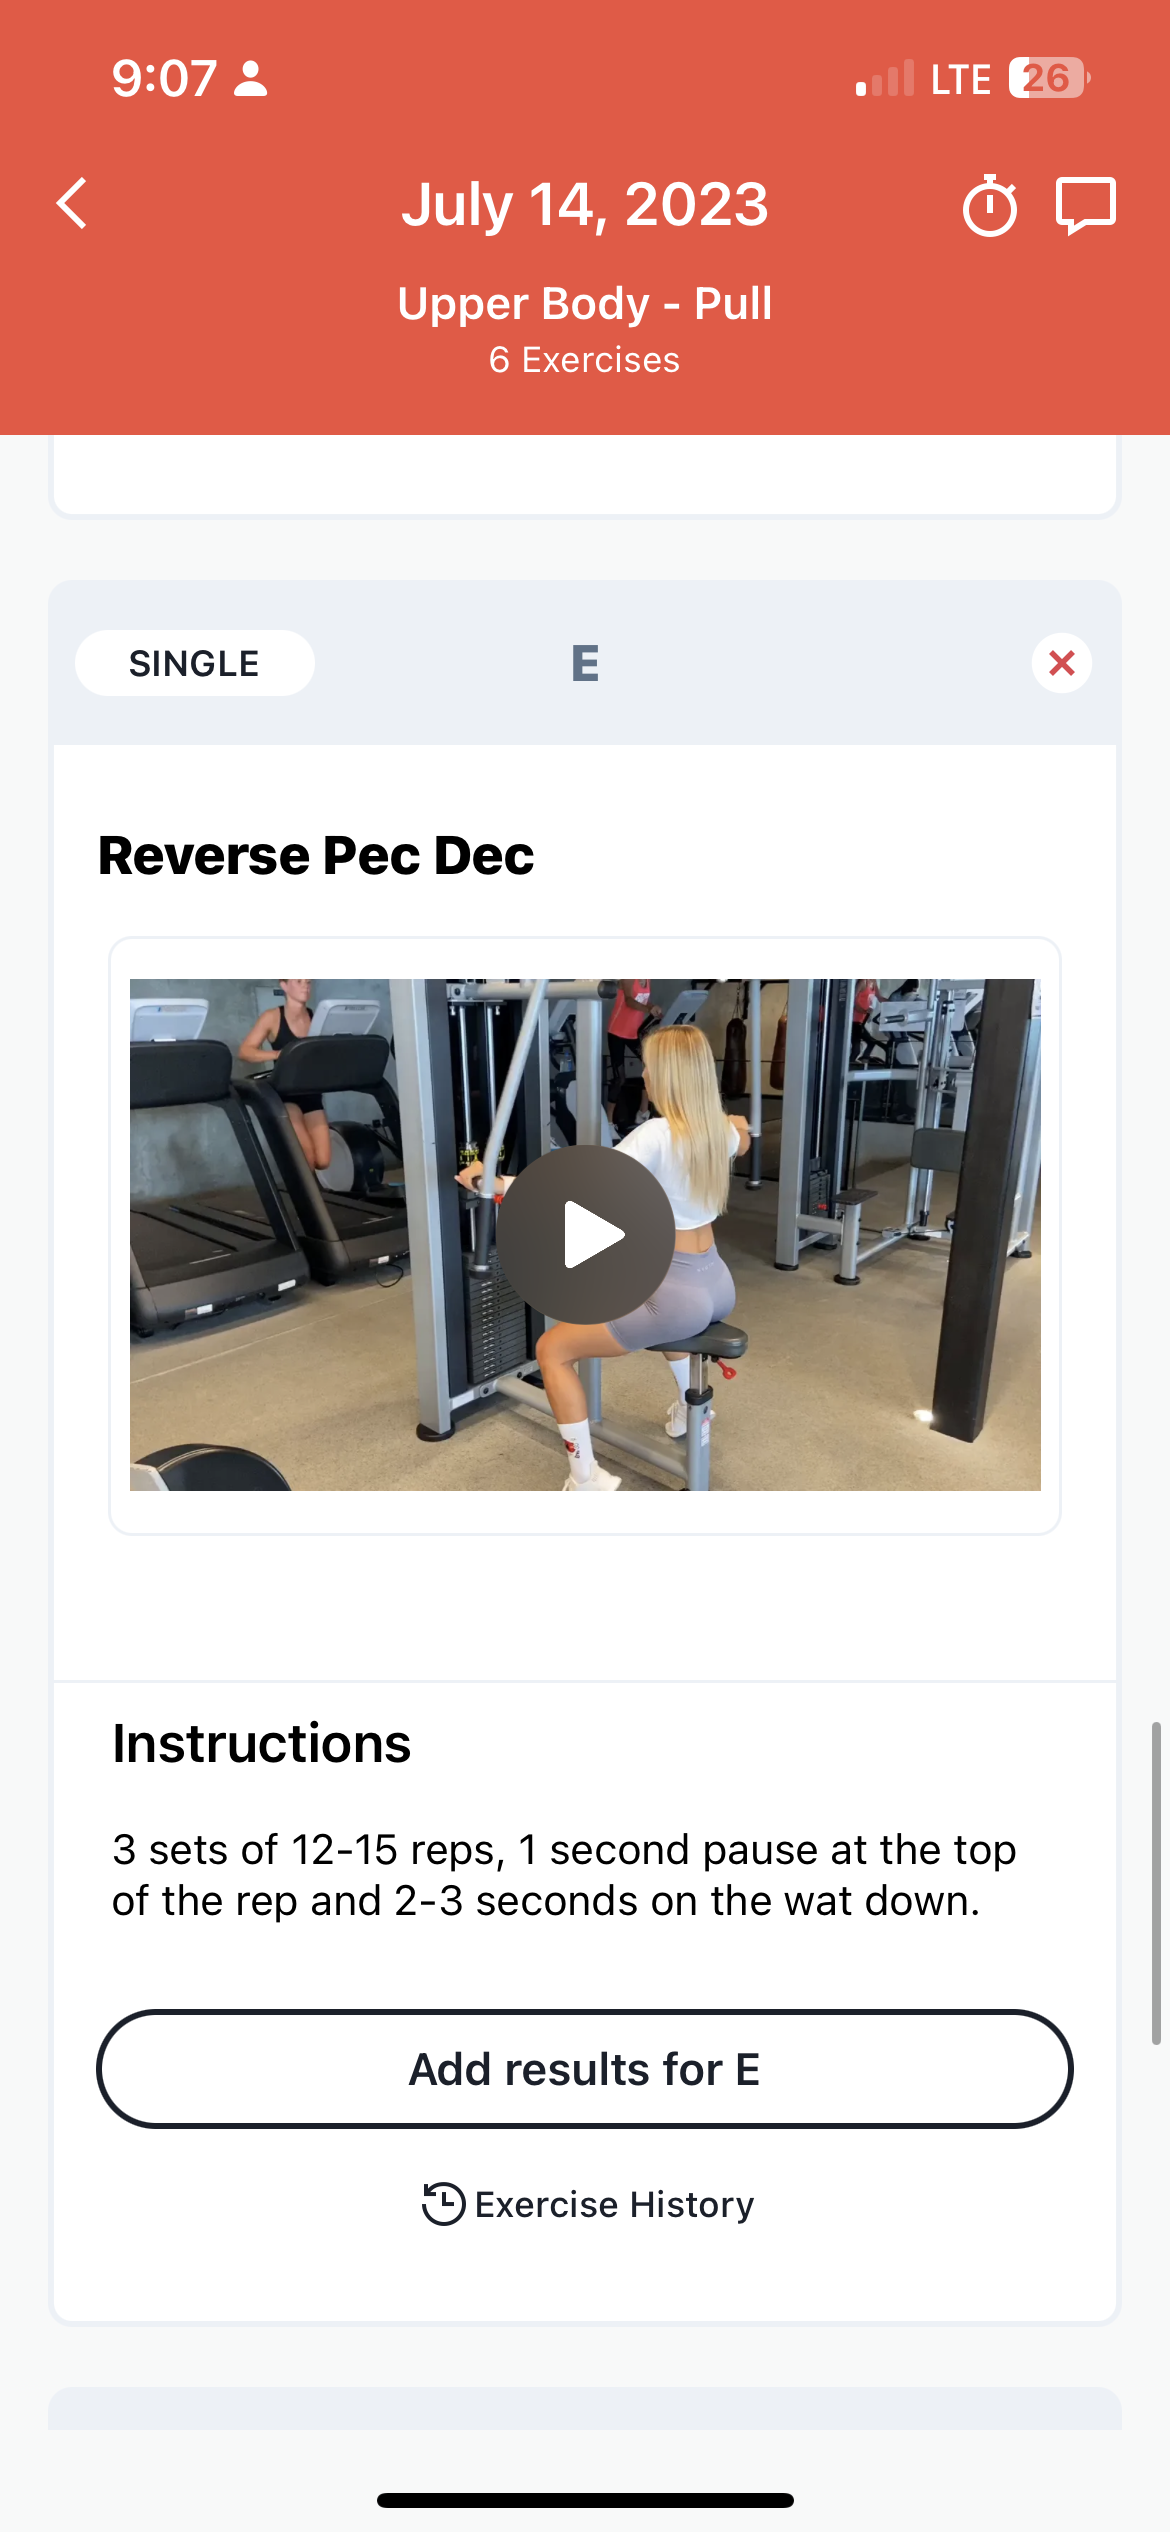 9:07
LTE 26
July 14, 2023
Upper Body - Pull
6 Exercises
SINGLE
E
Reverse Pec Dec
Instructions
3 sets of 12-15 reps, 1 second pause at the top
of the rep and 2-3 seconds on the wat down.
Add results for E
Exercise History